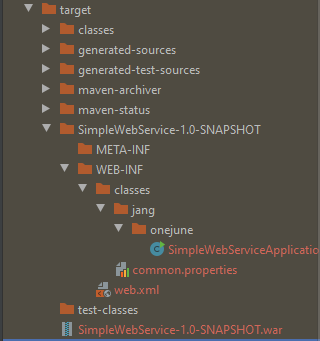 target
classes
generated-sources
generated-test-sources
maven-archiver
maven-status
SimpleWebService-1.0-SNAPSHOT
META-INF
WEB-INF
classes
jang
onejune
SimpleWebServiceApplicatio
common.properties
web.xml
test-classes
SimpleWebService-1.0-SNAPSHOT.war